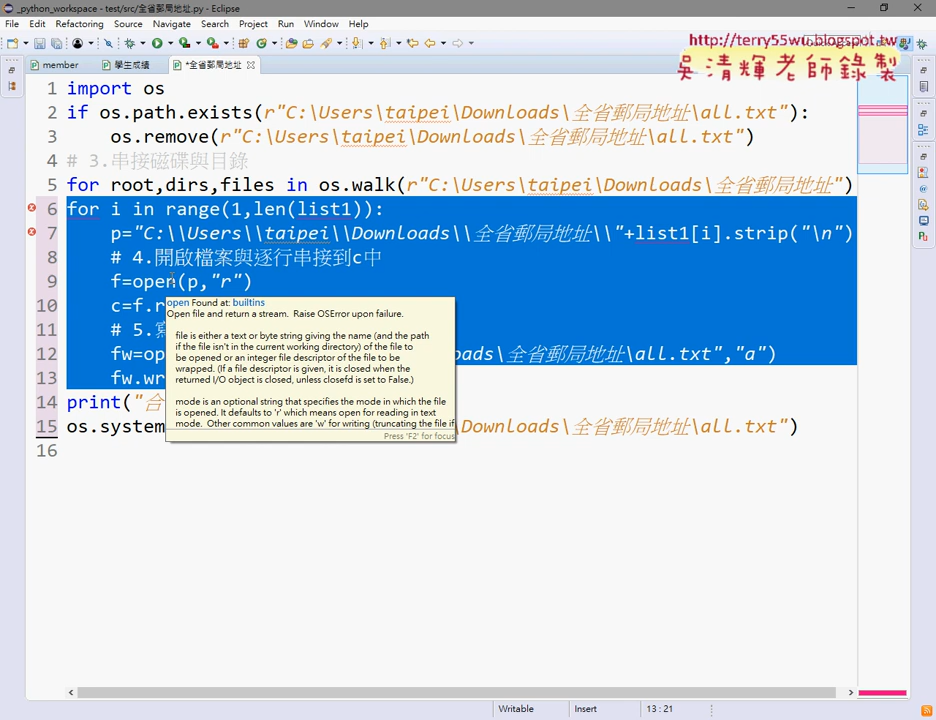 _python_workspace - test/src/全省郵局地址.py - Eclipse
File Edit Refactoring Source Navigate Search Project Run Window Help
http://terry55wu.blogspot.tw
吳清輝老師錄製
member 學生成績 *全省郵局地址
1 import os
2 if os.path.exists(r"C:\Users\taipei\Downloads\全省郵局地址\all.txt"):
3 os.remove(r"C:\Users\taipei\Downloads\全省郵局地址\all.txt")
4 # 3.串接磁碟與目錄
5 for root,dirs,files in os.walk(r"C:\Users\taipei\Downloads\全省郵局地址")
6 for i in range(1,len(list1)):
7 p="C:\\Users\\taipei\\Downloads\\全省郵局地址\\"+list1[i].strip("\n")
8 # 4.開啟檔案與逐行串接到c中
9 f=open(p,"r")
10 c=f.r
11 # 5.
12 fw=op oads\全省郵局地址\all.txt","a")
13 fw.wr
14 print("合
15 os.system Downloads\全省郵局地址\all.txt")
16
open Found at: builtins
Open file and return a stream. Raise OSError upon failure.
file is either a text or byte string giving the name (and the path
if the file isn't in the current working directory) of the file to
be opened or an integer file descriptor of the file to be
wrapped. (If a file descriptor is given, it is closed when the
returned I/O object is closed, unless closefd is set to False.)
mode is an optional string that specifies the mode in which the file
is opened. It defaults to 'r' which means open for reading in text
mode. Other common values are 'w' for writing (truncating the file if
Press 'F2' for focus
Writable Insert 13 : 21